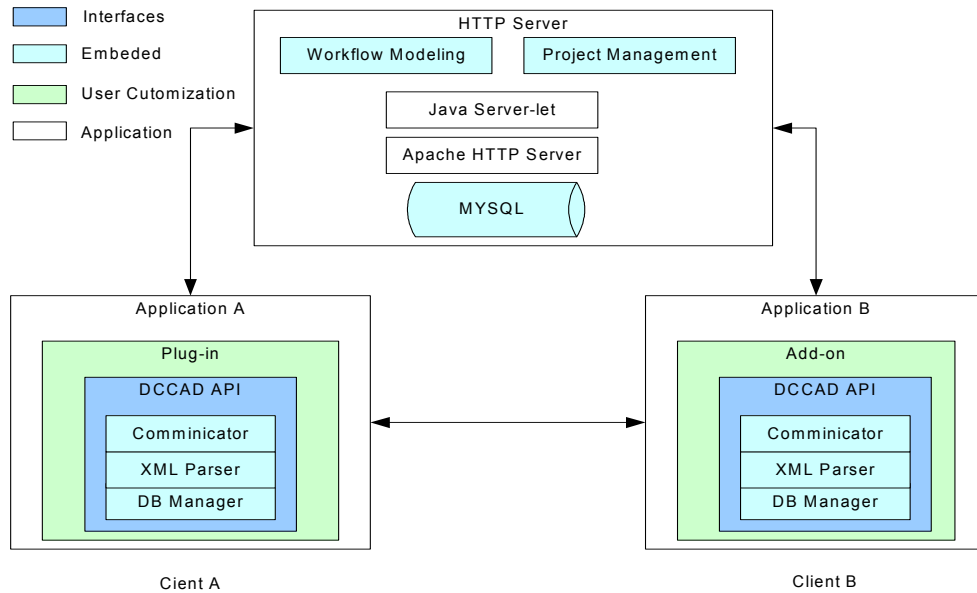 Interfaces
Embeded
User Cutomization
Application
HTTP Server
Workflow Modeling
Project Management
Java Server-let
Apache HTTP Server
MYSQL
Application A
Plug-in
DCCAD API
Comminicator
XML Parser
DB Manager
Cient A
Application B
Add-on
DCCAD API
Comminicator
XML Parser
DB Manager
Client B